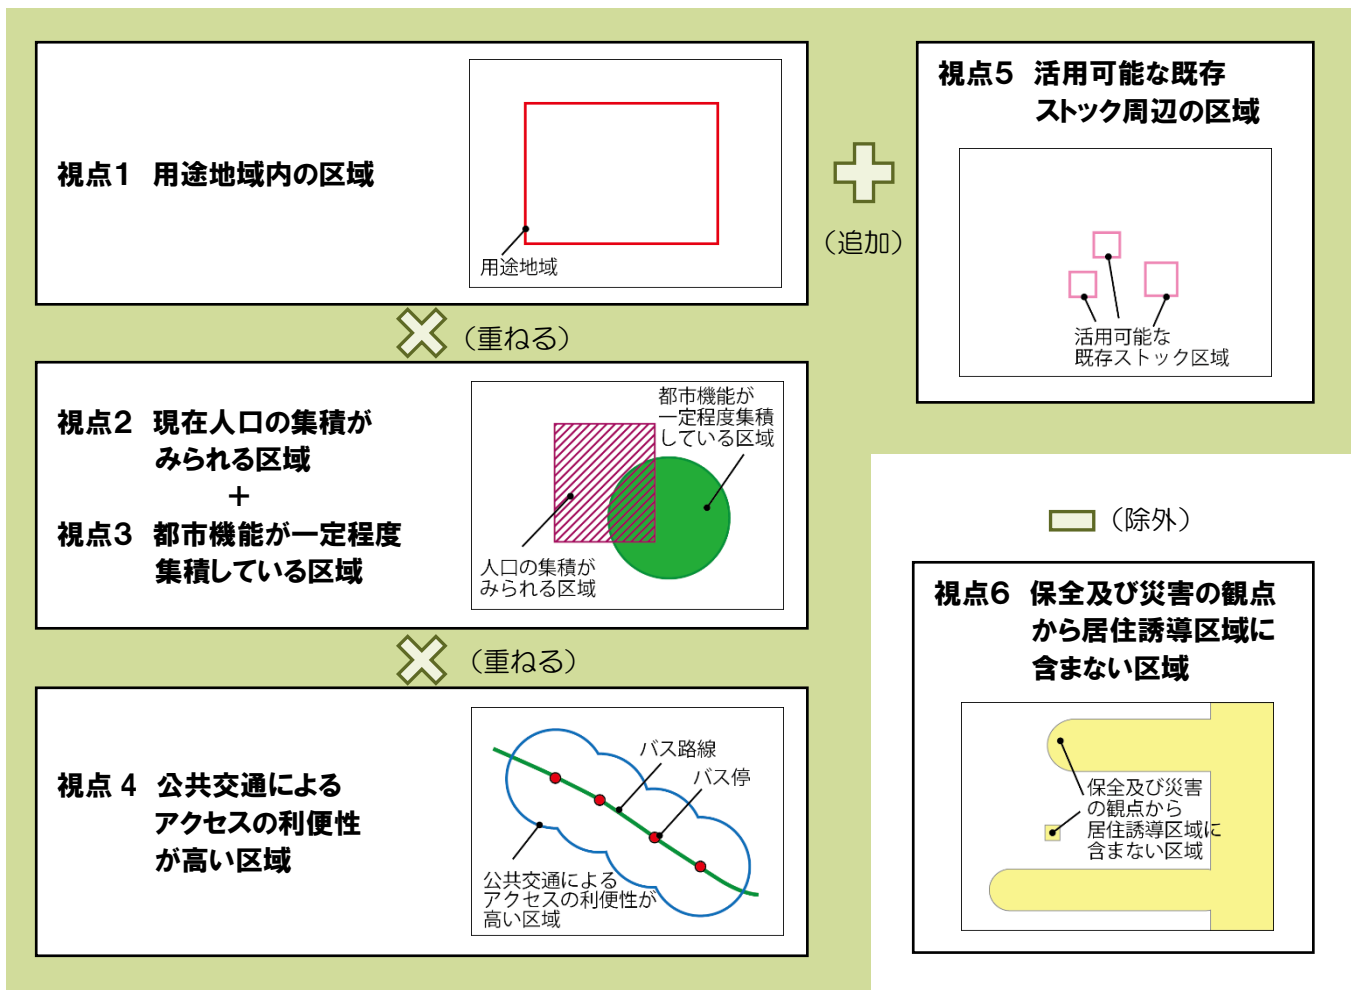 視点1 用途地域内の区域
用途地域
(重ねる)
視点2 現在人口の集積が
みられる区域
+
視点3 都市機能が一定程度
集積している区域
都市機能が
一定程度集積
している区域
人口の集積が
みられる区域
(重ねる)
視点 4 公共交通による
アクセスの利便性
が高い区域
バス路線
バス停
公共交通による
アクセスの利便性が
高い区域
(追加)
視点5 活用可能な既存
ストック周辺の区域
活用可能な
既存ストック区域
(除外)
視点6 保全及び災害の観点
から居住誘導区域に
含まない区域
保全及び災害
の観点から
居住誘導区域に
含まない区域